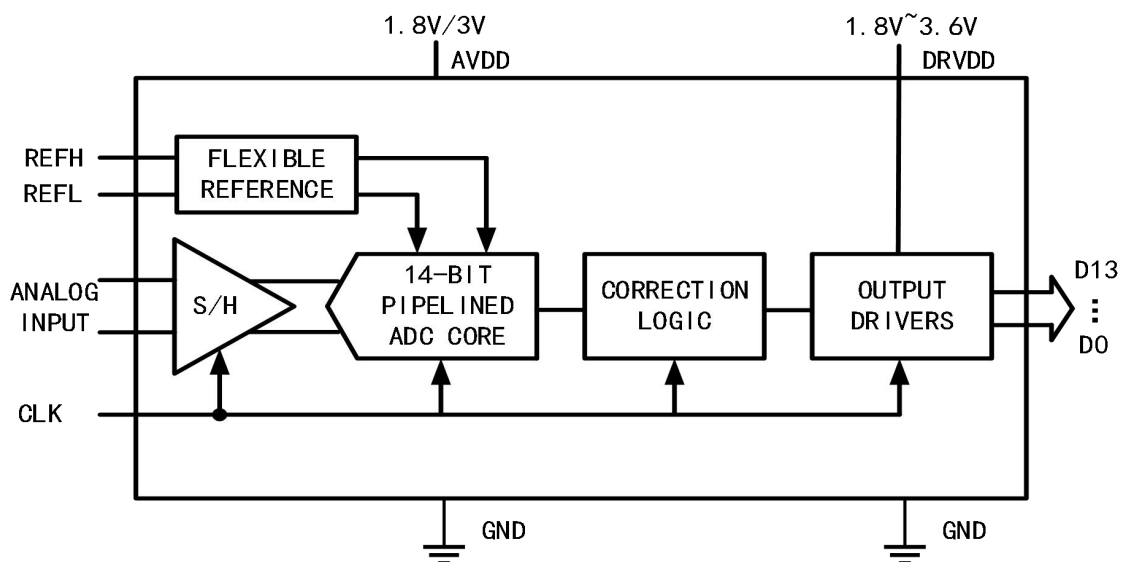 1.8V/3V
1.8V~3.6V
AVDD
DRVDD
REFH
REFL
FLEXIBLE
REFERENCE
ANALOG
INPUT
S/H
14-BIT
PIPELINED
ADC CORE
CORRECTION
LOGIC
OUTPUT
DRIVERS
D13
⋮
D0
CLK
GND
GND